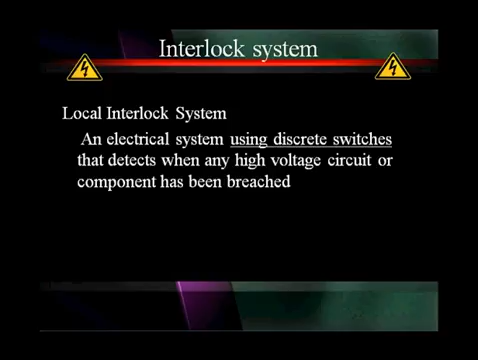 Interlock system
Local Interlock System
An electrical system using discrete switches
that detects when any high voltage circuit or
component has been breached